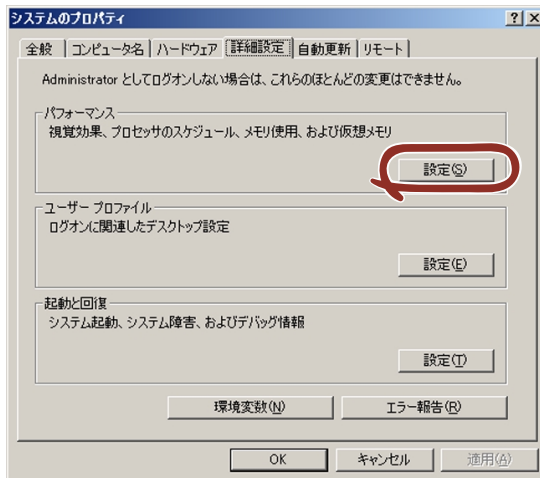 システムのプロパティ
全般 コンピュータ名 ハードウェア 詳細設定 自動更新 リモート
Administrator としてログオンしない場合は、これらのほとんどの変更はできません。
パフォーマンス
視覚効果、プロセッサのスケジュール、メモリ使用、および仮想メモリ
設定(S)
ユーザー プロファイル
ログオンに関連したデスクトップ設定
設定(E)
起動と回復
システム起動、システム障害、およびデバッグ情報
設定(T)
環境変数(N) エラー報告(R)
OK キャンセル 適用(A)